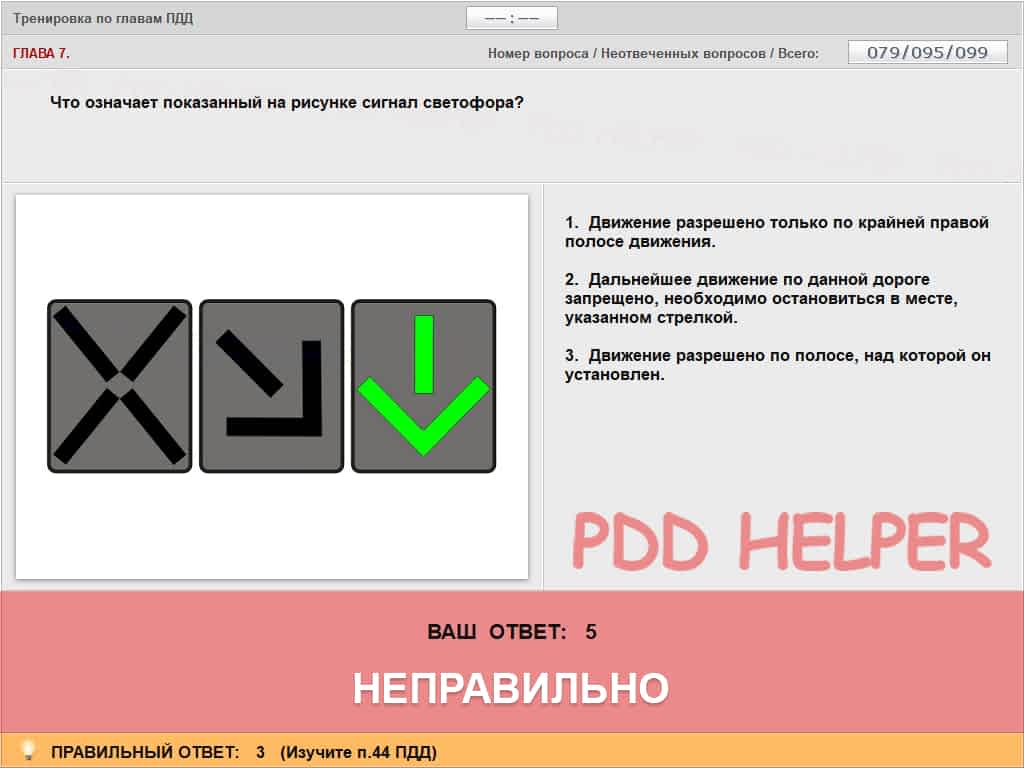 Тренировка по главам ПДД
—— : ——
ГЛАВА 7.
Номер вопроса / Неотвеченных вопросов / Всего:
079/095/099
Что означает показанный на рисунке сигнал светофора?
1. Движение разрешено только по крайней правой
полосе движения.
2. Дальнейшее движение по данной дороге
запрещено, необходимо остановиться в месте,
указанном стрелкой.
3. Движение разрешено по полосе, над которой он
установлен.
PDD HELPER
ВАШ ОТВЕТ: 5
НЕПРАВИЛЬНО
ПРАВИЛЬНЫЙ ОТВЕТ: 3 (Изучите п.44 ПДД)